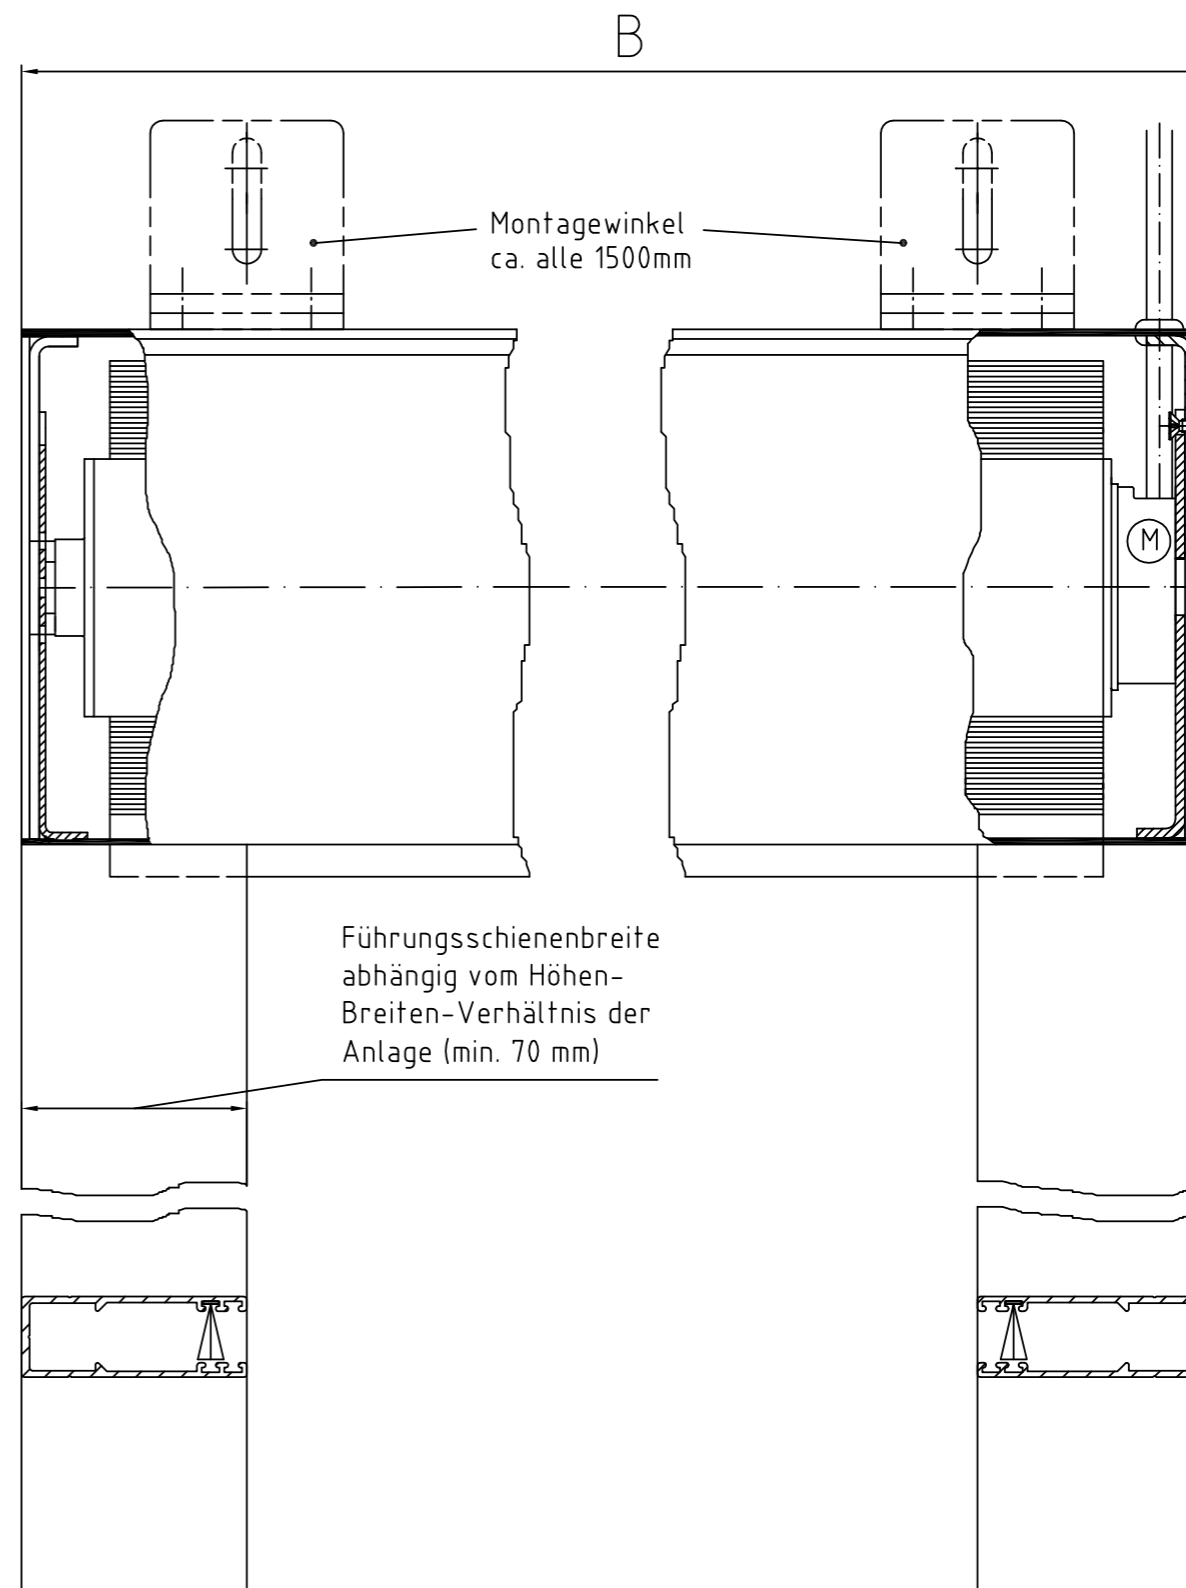 B
Montagewinkel
ca. alle 1500mm
M
Führungsschienenbreite
abhängig vom Höhen-
Breiten-Verhältnis der
Anlage (min. 70 mm)